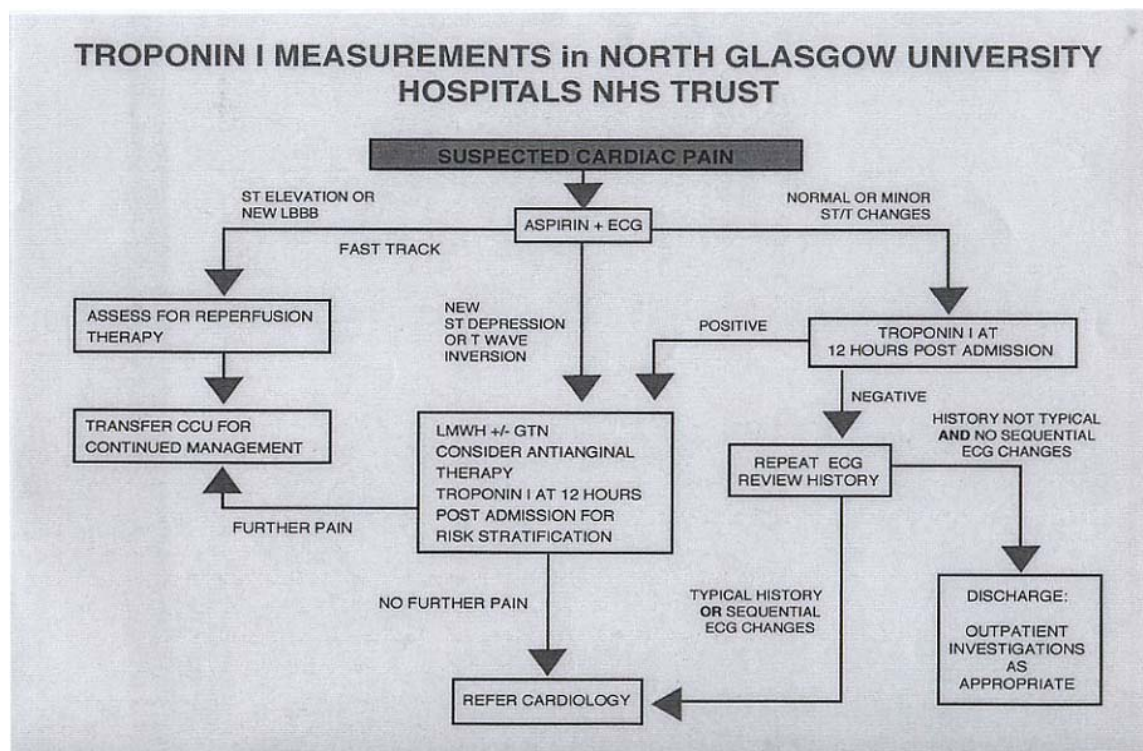 TROPONIN I MEASUREMENTS in NORTH GLASGOW UNIVERSITY
HOSPITALS NHS TRUST
SUSPECTED CARDIAC PAIN
ST ELEVATION OR
NEW LBBB
NORMAL OR MINOR
ST/T CHANGES
ASPIRIN + ECG
FAST TRACK
ASSESS FOR REPERFUSION
THERAPY
NEW
ST DEPRESSION
OR T WAVE
INVERSION
POSITIVE
TROPONIN I AT
12 HOURS POST ADMISSION
TRANSFER CCU FOR
CONTINUED MANAGEMENT
LMWH +/- GTN
CONSIDER ANTIANGINAL
THERAPY
TROPONIN I AT 12 HOURS
POST ADMISSION FOR
RISK STRATIFICATION
NEGATIVE
HISTORY NOT TYPICAL
AND NO SEQUENTIAL
ECG CHANGES
REPEAT ECG
REVIEW HISTORY
FURTHER PAIN
NO FURTHER PAIN
TYPICAL HISTORY
OR SEQUENTIAL
ECG CHANGES
DISCHARGE:
OUTPATIENT
INVESTIGATIONS
AS
APPROPRIATE
REFER CARDIOLOGY